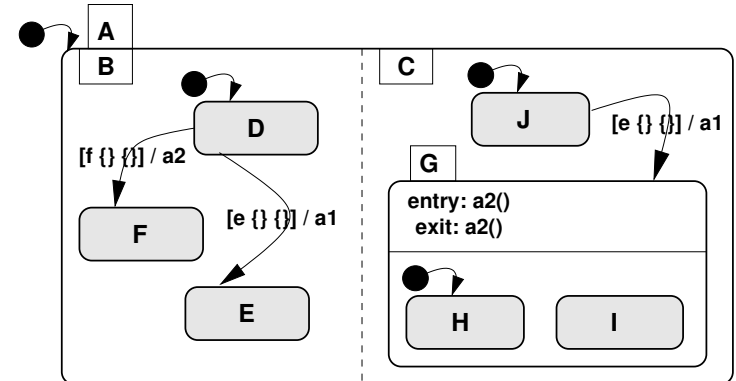 A
B
C
D
J
[f {} {}] / a2
[e {} {}] / a1
G
F
[e {} {}] / a1
entry: a2()
exit: a2()
E
H
I